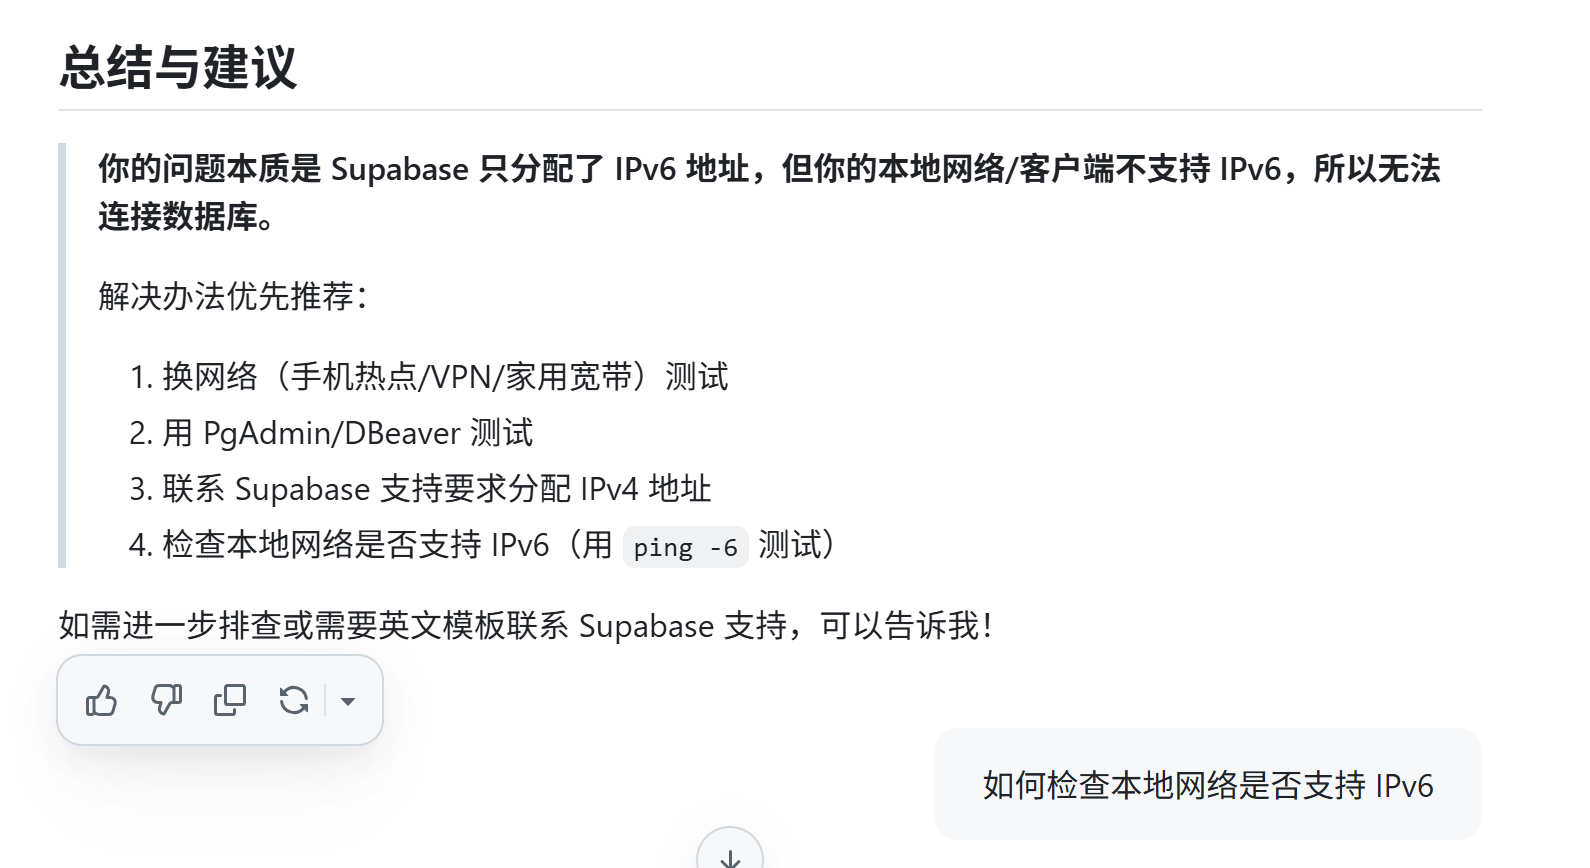 总结与建议
你的问题本质是 Supabase 只分配了 IPv6 地址，但你的本地网络/客户端不支持 IPv6，所以无法
连接数据库。
解决办法优先推荐：
1. 换网络（手机热点/VPN/家用宽带）测试
2. 用 PgAdmin/DBeaver 测试
3. 联系 Supabase 支持要求分配 IPv4 地址
4. 检查本地网络是否支持 IPv6（用 ping -6 测试）
如需进一步排查或需要英文模板联系 Supabase 支持，可以告诉我！
如何检查本地网络是否支持 IPv6